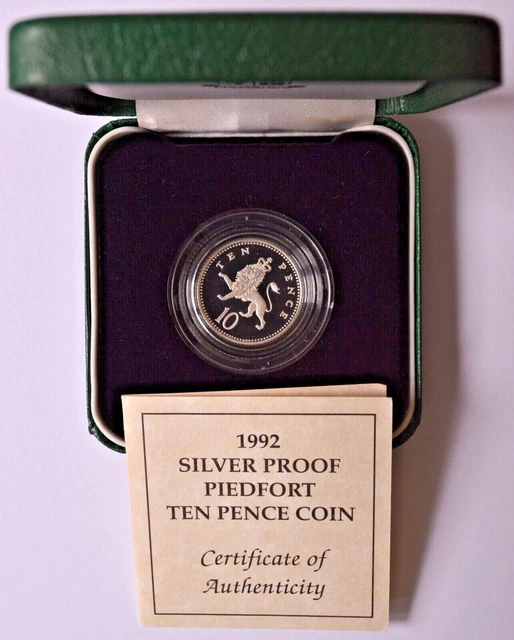 TEN PENCE
10
1992
SILVER PROOF
PIEDFORT
TEN PENCE COIN
Certificate of
Authenticity